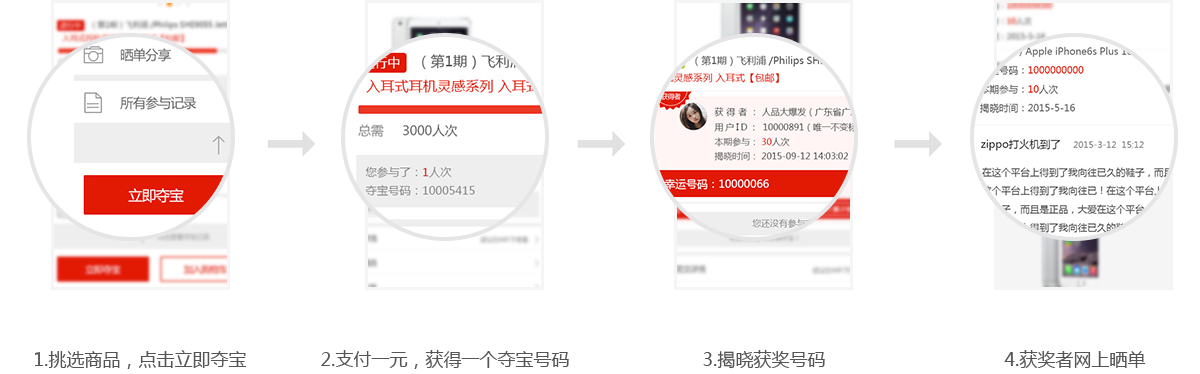 晒单分享
所有参与记录
立即夺宝
立即夺宝
1.挑选商品，点击立即夺宝
行中
（第1期）飞利浦
入耳式耳机灵感系列 入耳式
总需 3000人次
您参与了：1人次
夺宝号码：10005415
2.支付一元，获得一个夺宝号码
（第1期）飞利浦 /Philips SH
灵感系列 入耳式【包邮】
获得者
获 得 者 ： 人品大爆发（广东省广
用 户 I D ： 10000891（唯一不变标
本期参与： 30人次
揭晓时间： 2015-09-12 14:03:02
幸运号码：10000066
您还没有参与
3.揭晓获奖号码
Apple iPhone6s Plus 16
号码：1000000000
本期参与：10人次
揭晓时间：2015-5-16
zippo打火机到了 2015-3-12 15:12
在这个平台上得到了我向往已久的鞋子，而且
这个平台上得到了我向往已！在这个平台上
子，而且是正品，大爱在这个平台
上得到了我向往已久的鞋
4.获奖者网上晒单